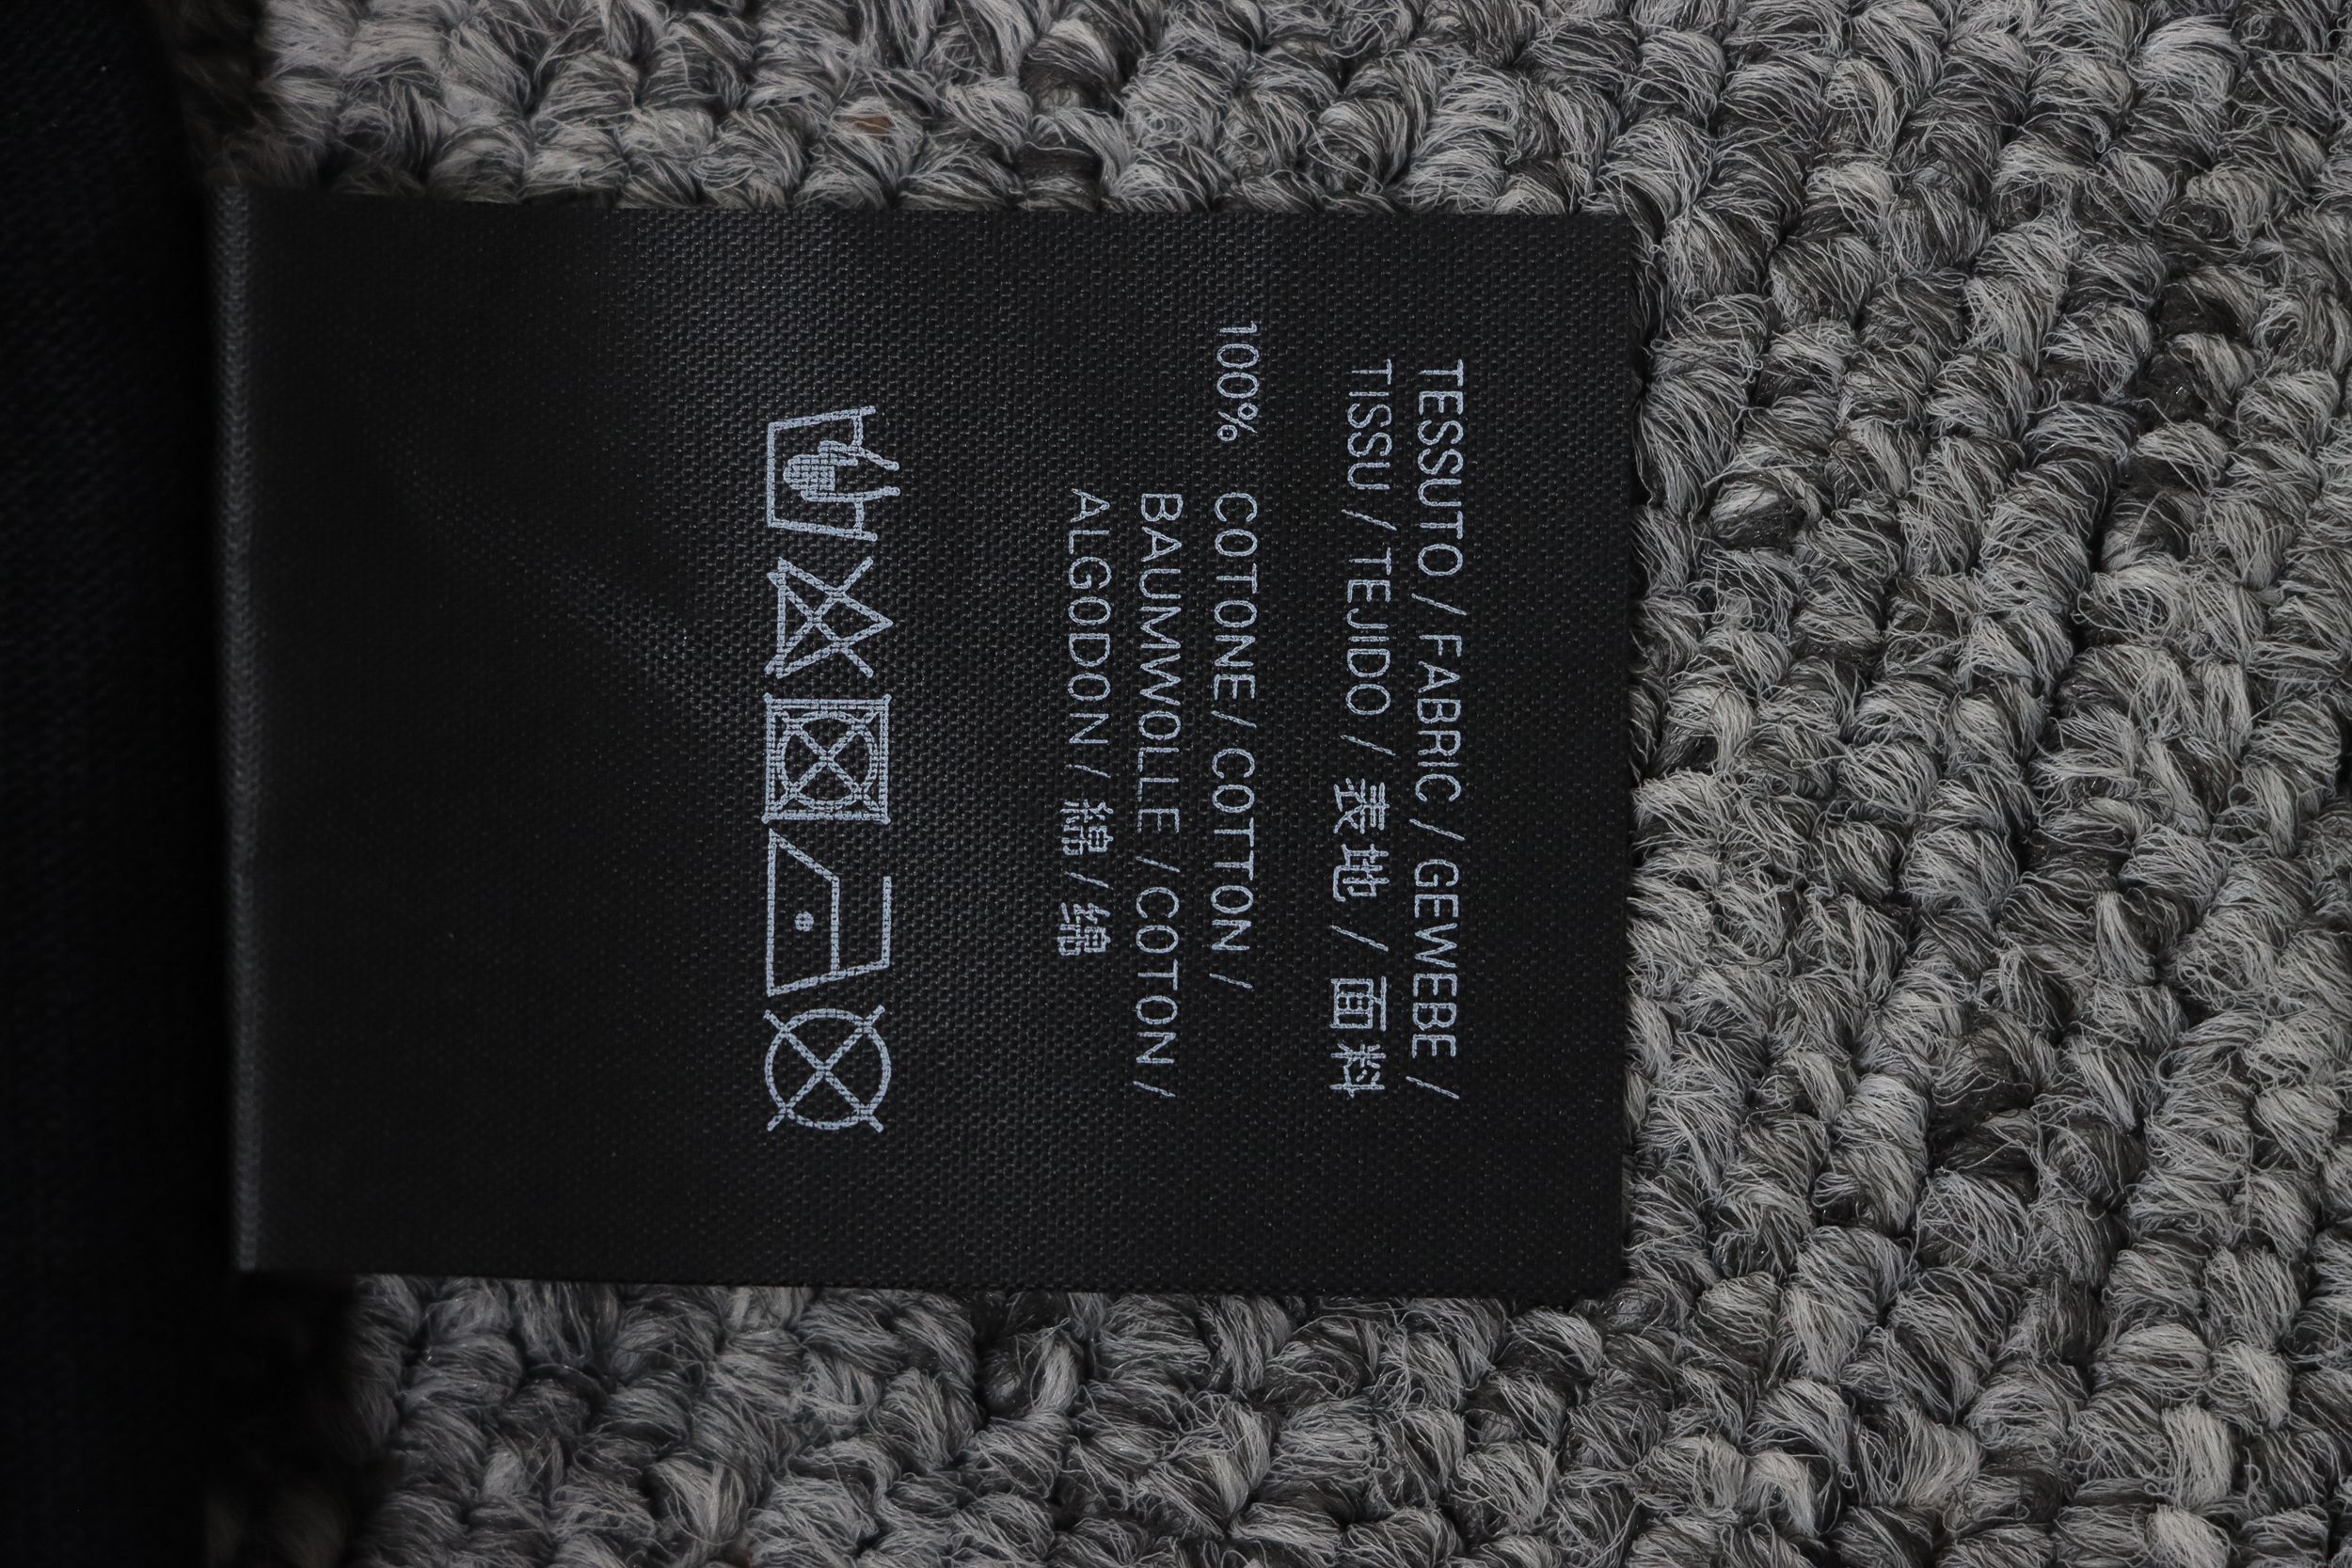 TESSUTO / FABRIC / GEWEBE /
TISSU / TEJIDO / 表地 / 面料
100% COTONE / COTTON /
BAUMWOLLE / COTON /
ALGODON / 綿 / 绵